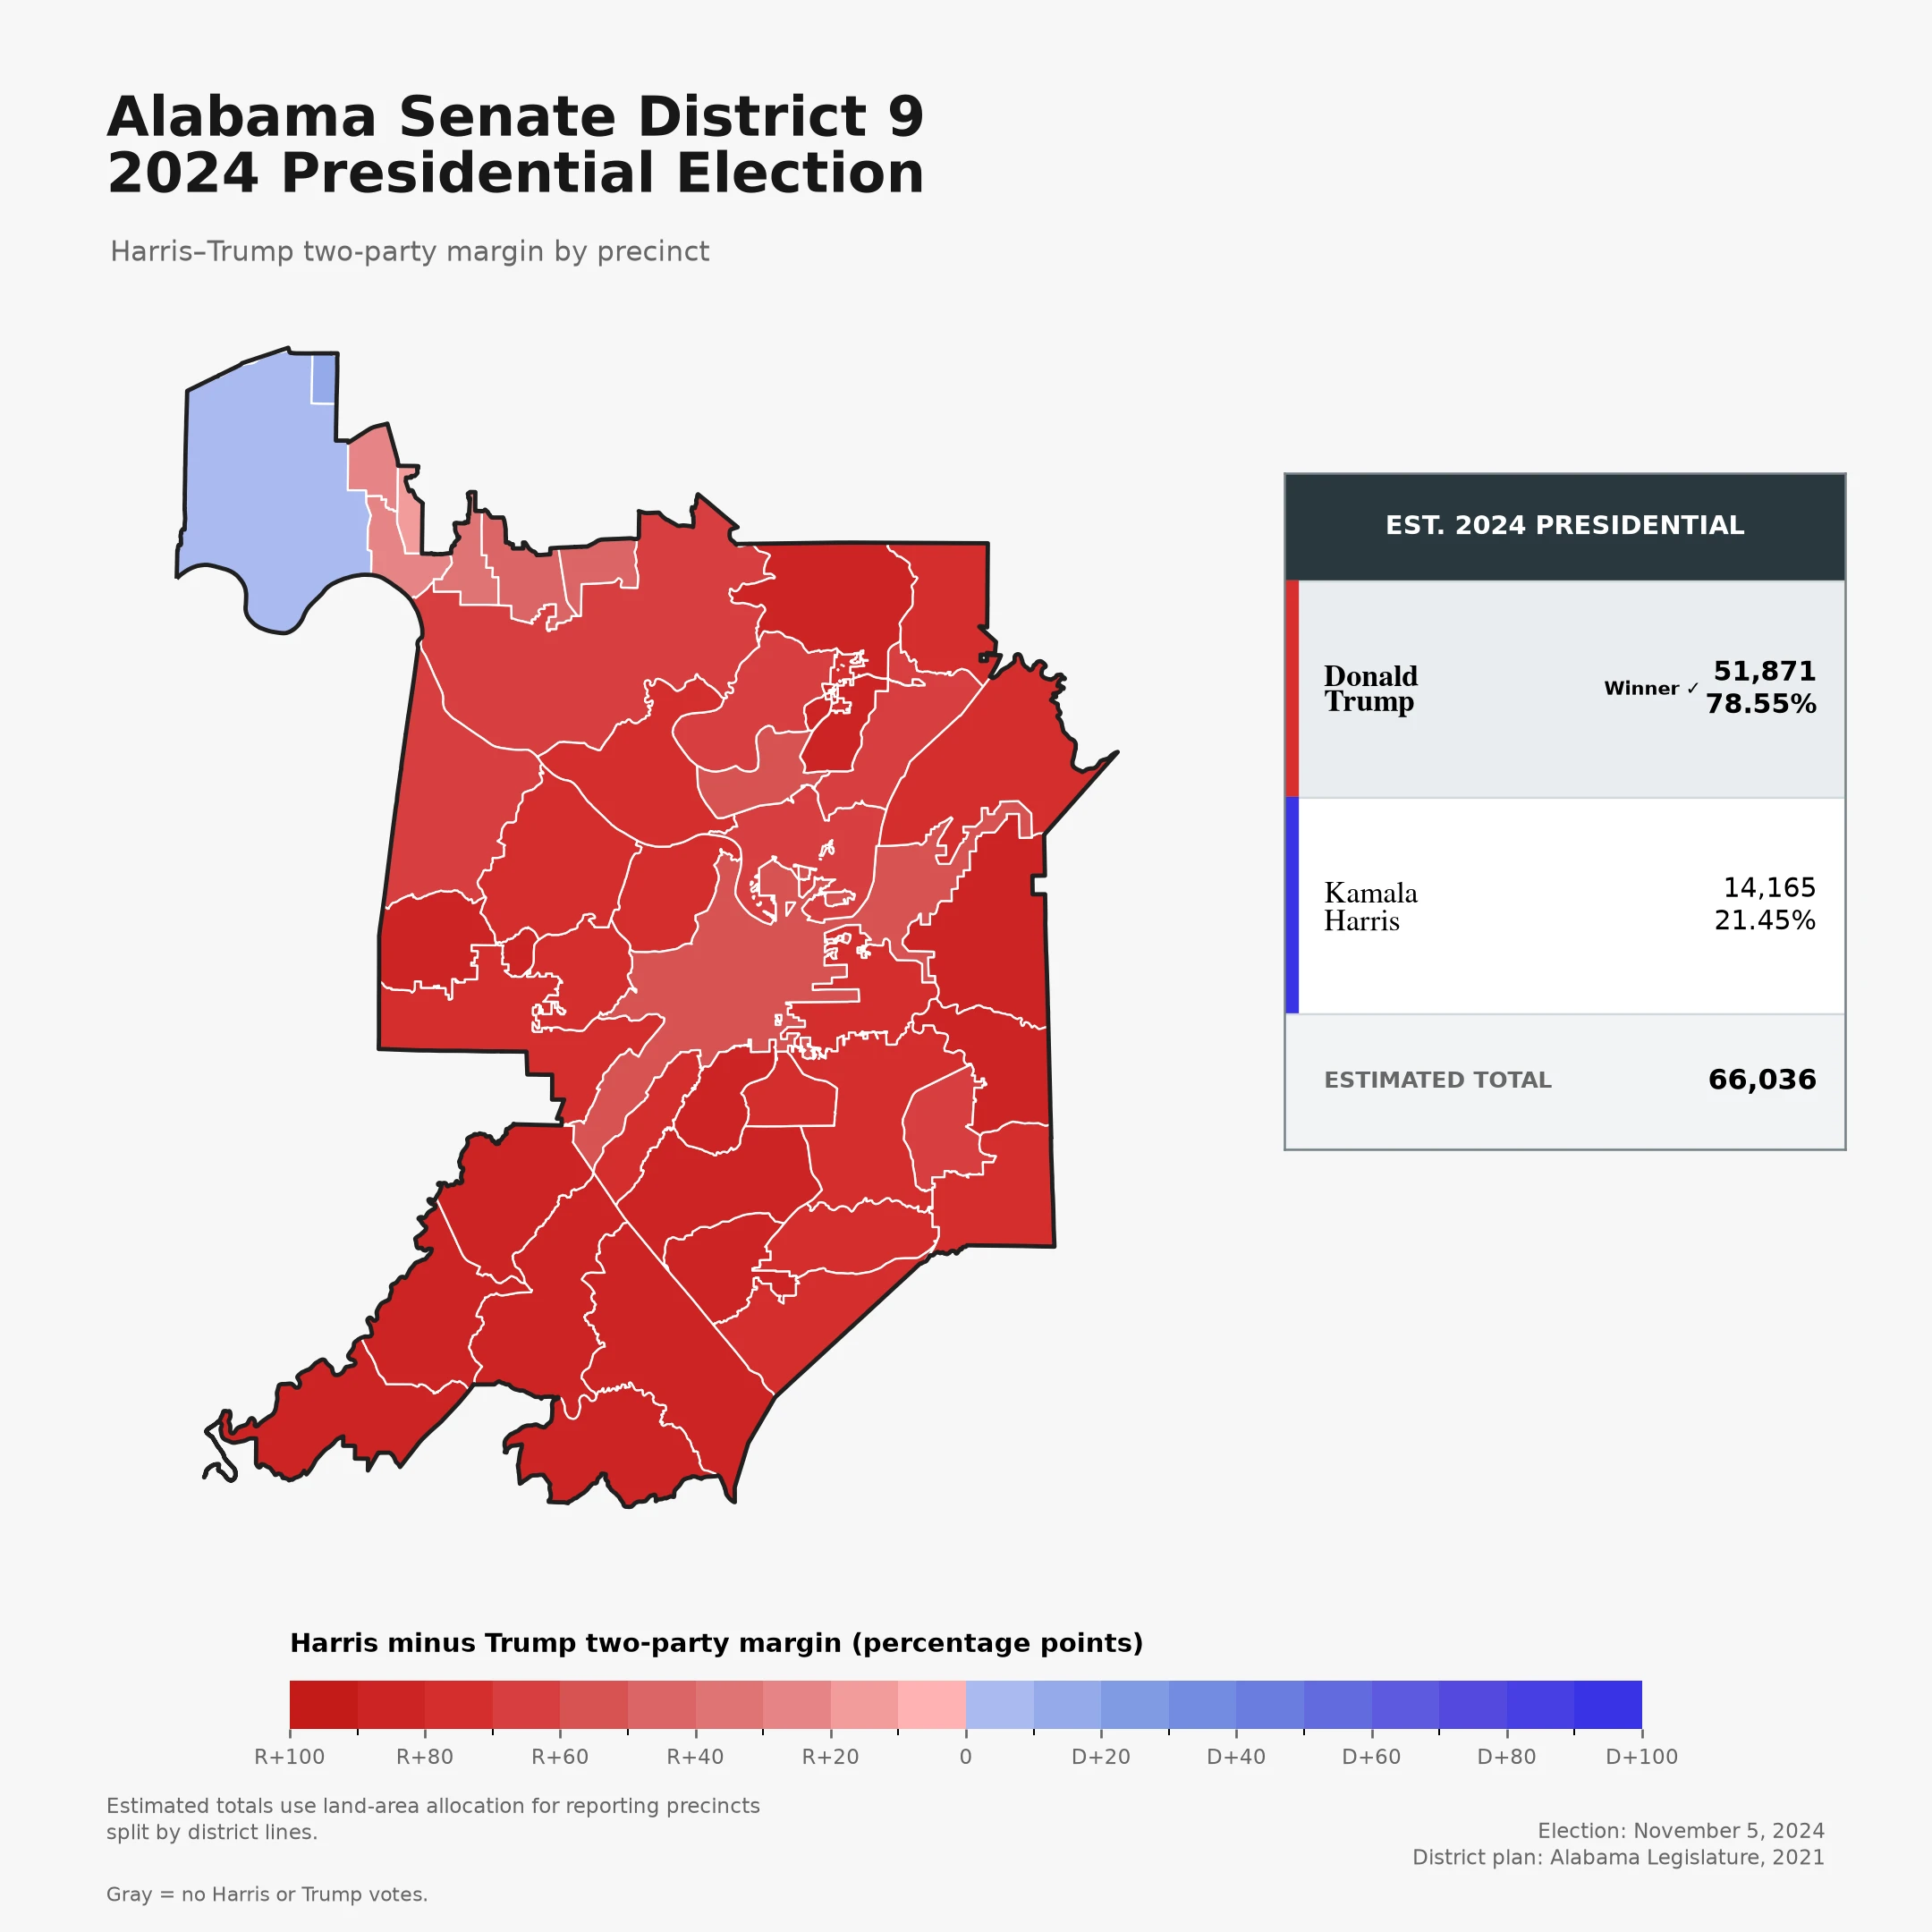 Alabama Senate District 9
2024 Presidential Election
Harris–Trump two-party margin by precinct
EST. 2024 PRESIDENTIAL
Donald
Trump
Winner ✓
51,871
78.55%
Kamala
Harris
14,165
21.45%
ESTIMATED TOTAL
66,036
Harris minus Trump two-party margin (percentage points)
R+100 R+80 R+60 R+40 R+20 0 D+20 D+40 D+60 D+80 D+100
Estimated totals use land-area allocation for reporting precincts
split by district lines.
Gray = no Harris or Trump votes.
Election: November 5, 2024
District plan: Alabama Legislature, 2021